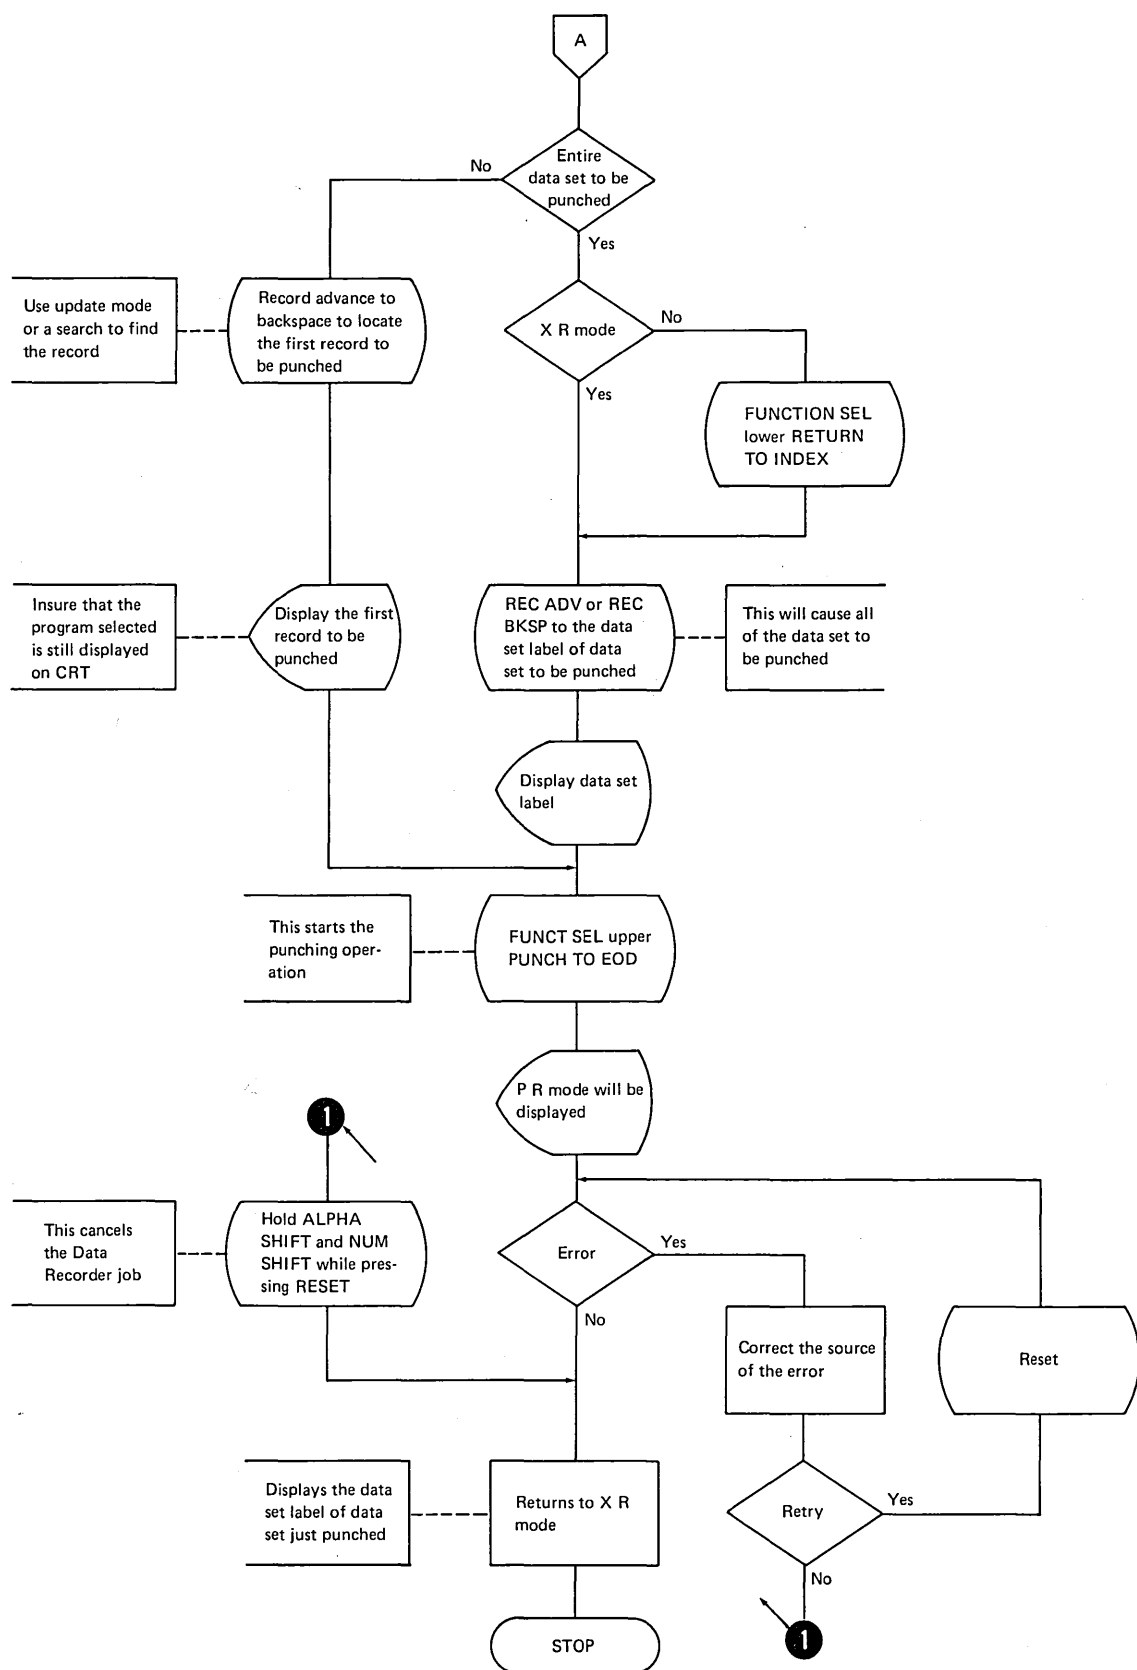 A
Entire
data set to be
punched
No
Yes
Use update mode
or a search to find
the record
Record advance to
backspace to locate
the first record to
be punched
X R mode
No
Yes
FUNCTION SEL
lower RETURN
TO INDEX
Insure that the
program selected
is still displayed
on CRT
Display the first
record to be
punched
REC ADV or REC
BKSP to the data
set label of data
set to be punched
This will cause all
of the data set to
be punched
Display data set
label
This starts the
punching oper-
ation
FUNCT SEL upper
PUNCH TO EOD
P R mode will be
displayed
1
This cancels
the Data
Recorder job
Hold ALPHA
SHIFT and NUM
SHIFT while pres-
sing RESET
Error
Yes
No
Correct the source
of the error
Reset
Displays the data
set label of data
set just punched
Returns to X R
mode
Retry
Yes
No
STOP
1